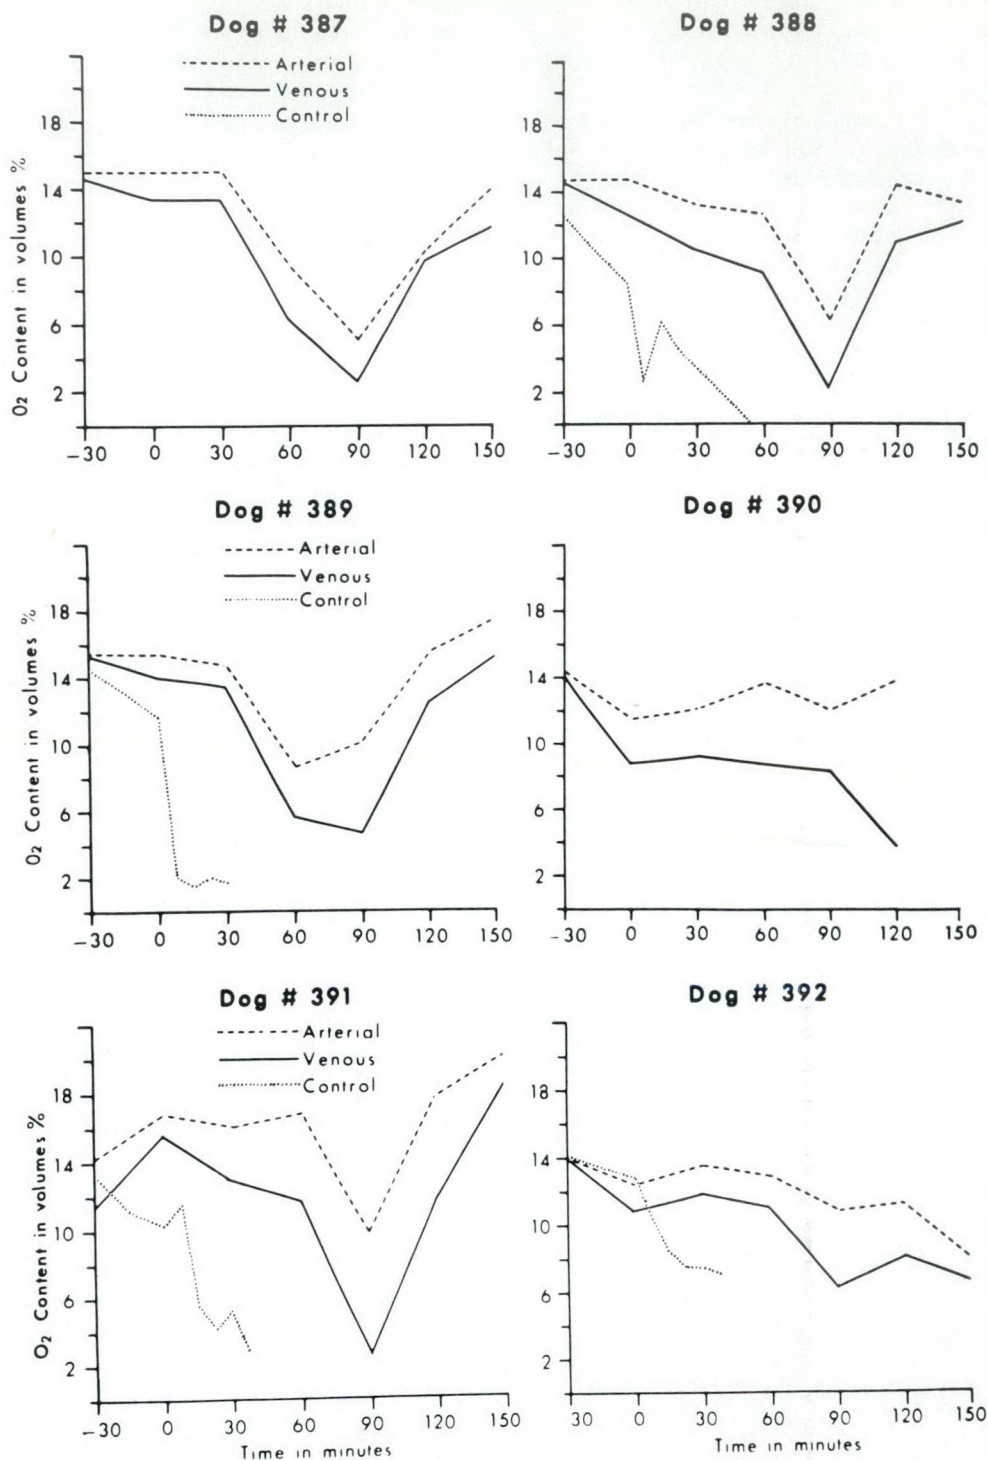 Dog # 387
Arterial
Venous
Control
O2 Content in volumes %
18
14
10
6
2
–30 0 30 60 90 120 150
Dog # 388
18
14
10
6
2
–30 0 30 60 90 120 150
Dog # 389
Arterial
Venous
Control
O2 Content in volumes %
18
14
10
6
2
–30 0 30 60 90 120 150
Dog # 390
18
14
10
6
2
–30 0 30 60 90 120 150
Dog # 391
Arterial
Venous
Control
O2 Content in volumes %
18
14
10
6
2
–30 0 30 60 90 120 150
Time in minutes
Dog # 392
18
14
10
6
2
30 0 30 60 90 120 150
Time in minutes